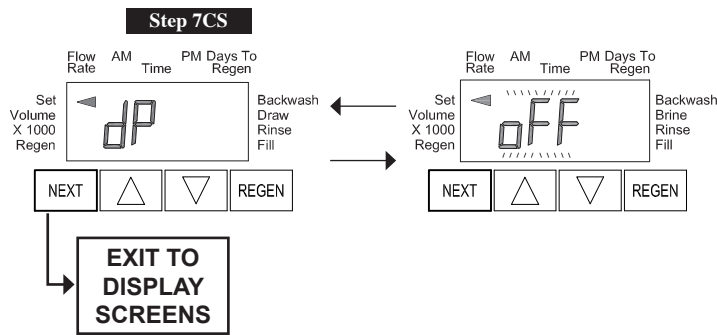 Step 7CS
Flow Rate AM Time PM Days To Regen
Set
Volume
X 1000
Regen
dP
Backwash
Draw
Rinse
Fill
NEXT REGEN
Flow Rate AM Time PM Days To Regen
Set
Volume
X 1000
Regen
oFF
Backwash
Brine
Rinse
Fill
NEXT REGEN
EXIT TO
DISPLAY
SCREENS